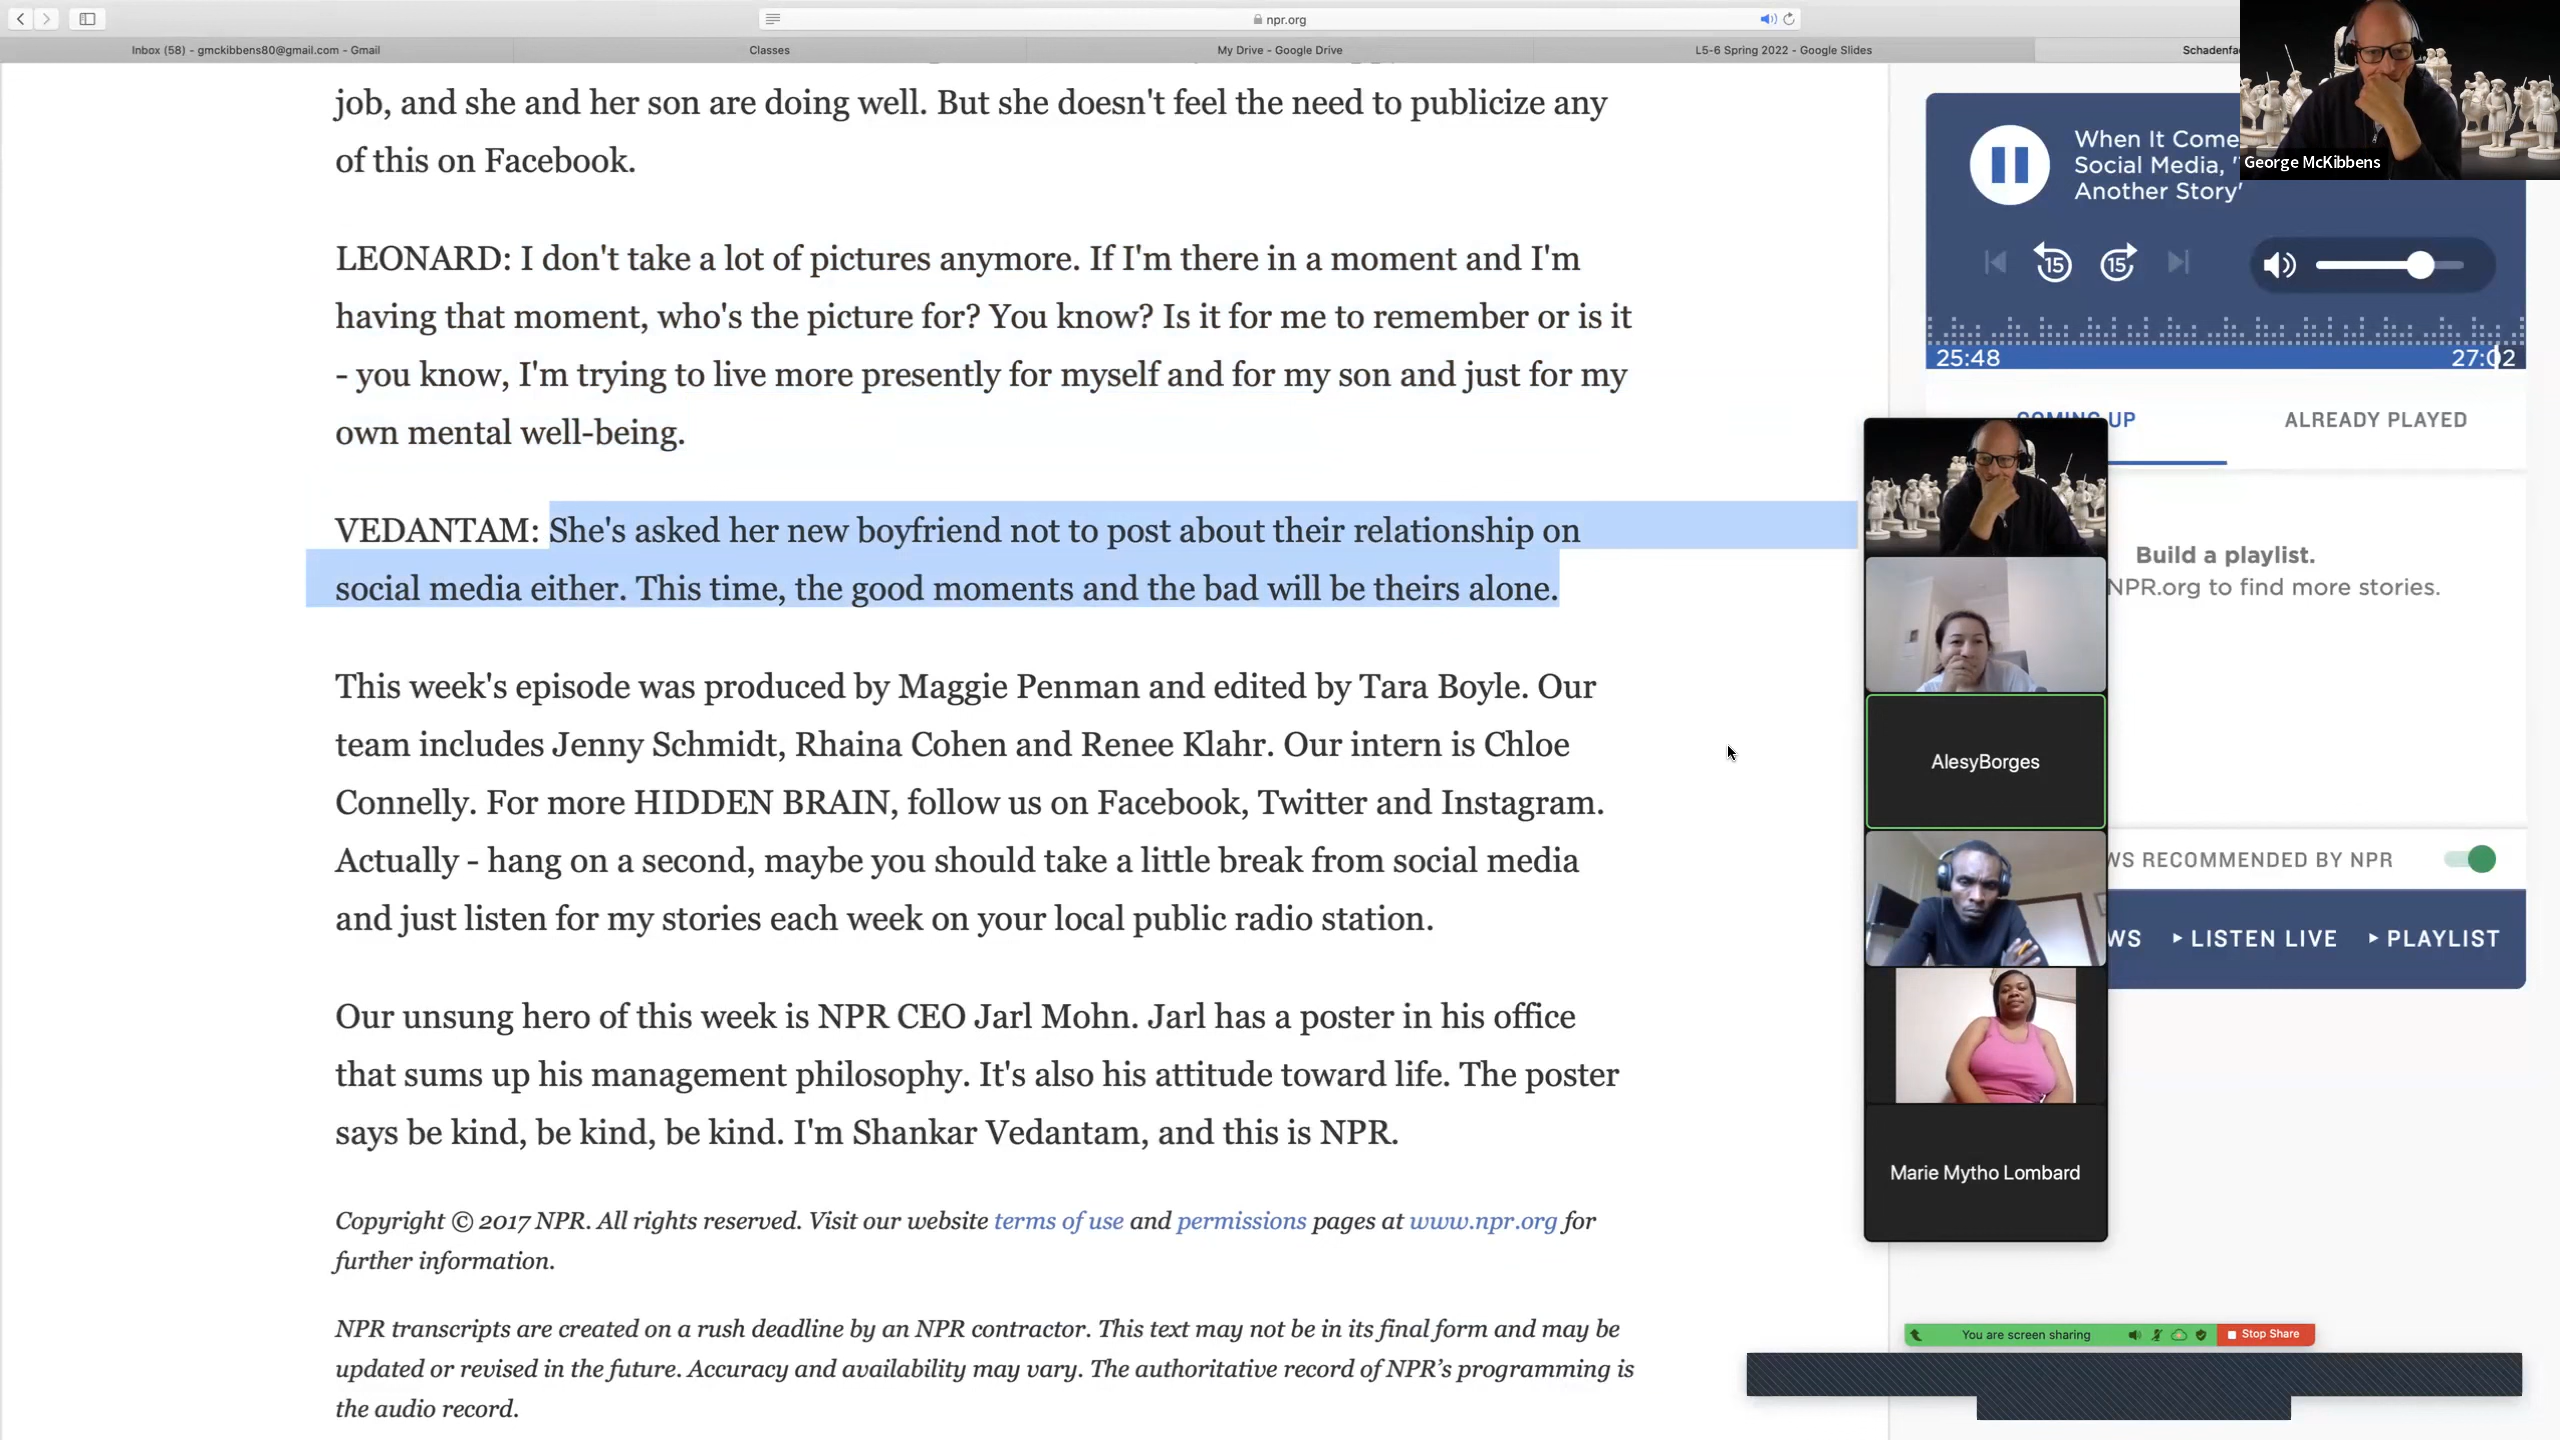 npr.org
Inbox (58) - gmckibbens80@gmail.com - Gmail
Classes
My Drive - Google Drive
L5-6 Spring 2022 - Google Slides
job, and she and her son are doing well. But she doesn't feel the need to publicize any
of this on Facebook.
LEONARD: I don't take a lot of pictures anymore. If I'm there in a moment and I'm
having that moment, who's the picture for? You know? Is it for me to remember or is it
- you know, I'm trying to live more presently for myself and for my son and just for my
own mental well-being.
VEDANTAM: She's asked her new boyfriend not to post about their relationship on
social media either. This time, the good moments and the bad will be theirs alone.
This week's episode was produced by Maggie Penman and edited by Tara Boyle. Our
team includes Jenny Schmidt, Rhaina Cohen and Renee Klahr. Our intern is Chloe
Connelly. For more HIDDEN BRAIN, follow us on Facebook, Twitter and Instagram.
Actually - hang on a second, maybe you should take a little break from social media
and just listen for my stories each week on your local public radio station.
Our unsung hero of this week is NPR CEO Jarl Mohn. Jarl has a poster in his office
that sums up his management philosophy. It's also his attitude toward life. The poster
says be kind, be kind, be kind. I'm Shankar Vedantam, and this is NPR.
Copyright © 2017 NPR. All rights reserved. Visit our website terms of use and permissions pages at www.npr.org for
further information.
NPR transcripts are created on a rush deadline by an NPR contractor. This text may not be in its final form and may be
updated or revised in the future. Accuracy and availability may vary. The authoritative record of NPR's programming is
the audio record.
When It Come
Social Media, '
Another Story'
George McKibbens
15
15
25:48
27:02
UP
ALREADY PLAYED
Build a playlist.
NPR.org to find more stories.
AlesyBorges
RECOMMENDED BY NPR
LISTEN LIVE
PLAYLIST
Marie Mytho Lombard
You are screen sharing
Stop Share